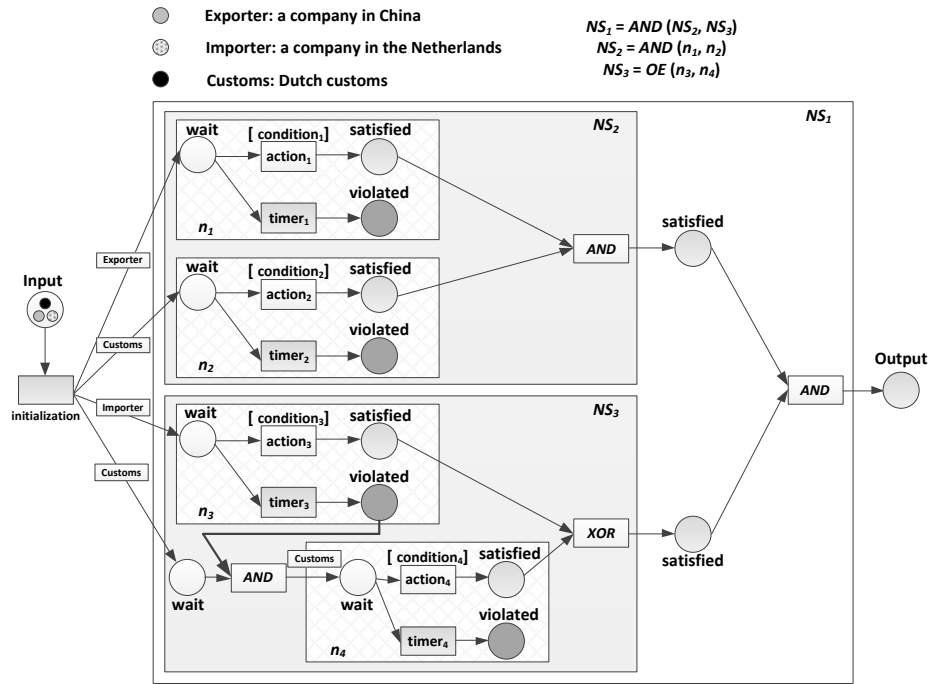 Exporter: a company in China
Importer: a company in the Netherlands
Customs: Dutch customs
NS₁ = AND (NS₂, NS₃)
NS₂ = AND (n₁, n₂)
NS₃ = OE (n₃, n₄)
NS₁
NS₂
wait
[ condition₁]
satisfied
action₁
violated
timer₁
n₁
AND
satisfied
Exporter
wait
[ condition₂]
satisfied
action₂
Input
Customs
violated
timer₂
n₂
Output
initialization
AND
Importer
NS₃
wait
[ condition₃]
satisfied
action₃
Customs
violated
timer₃
n₃
XOR
satisfied
Customs
[ condition₄]
satisfied
AND
action₄
wait
wait
violated
timer₄
n₄